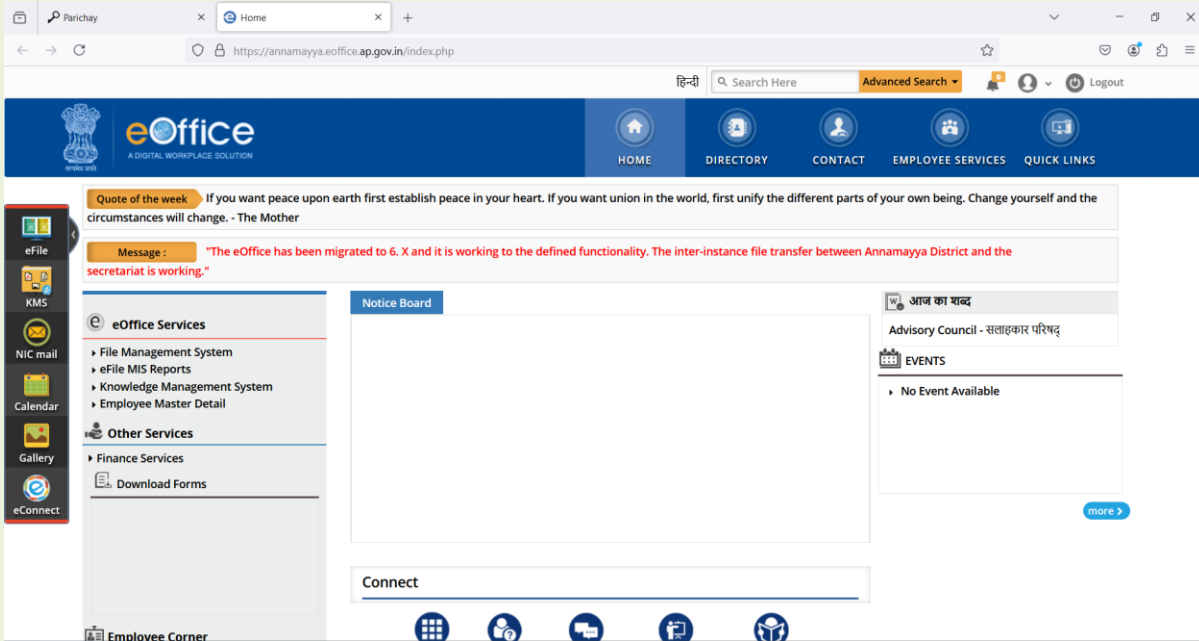 Parichay
Home
https://annamayya.eoffice.ap.gov.in/index.php
हिन्दी Search Here Advanced Search 0 Logout
सत्यमेव जयते
eOffice
A DIGITAL WORKPLACE SOLUTION
HOME DIRECTORY CONTACT EMPLOYEE SERVICES QUICK LINKS
Quote of the week If you want peace upon earth first establish peace in your heart. If you want union in the world, first unify the different parts of your own being. Change yourself and the
circumstances will change. - The Mother
Message : "The eOffice has been migrated to 6. X and it is working to the defined functionality. The inter-instance file transfer between Annamayya District and the
secretariat is working."
eFile
KMS
NIC mail
Calendar
Gallery
eConnect
eOffice Services
File Management System
eFile MIS Reports
Knowledge Management System
Employee Master Detail
Other Services
Finance Services
Download Forms
Employee Corner
Notice Board
Connect
आज का शब्द
Advisory Council - सलाहकार परिषद्
EVENTS
No Event Available
more